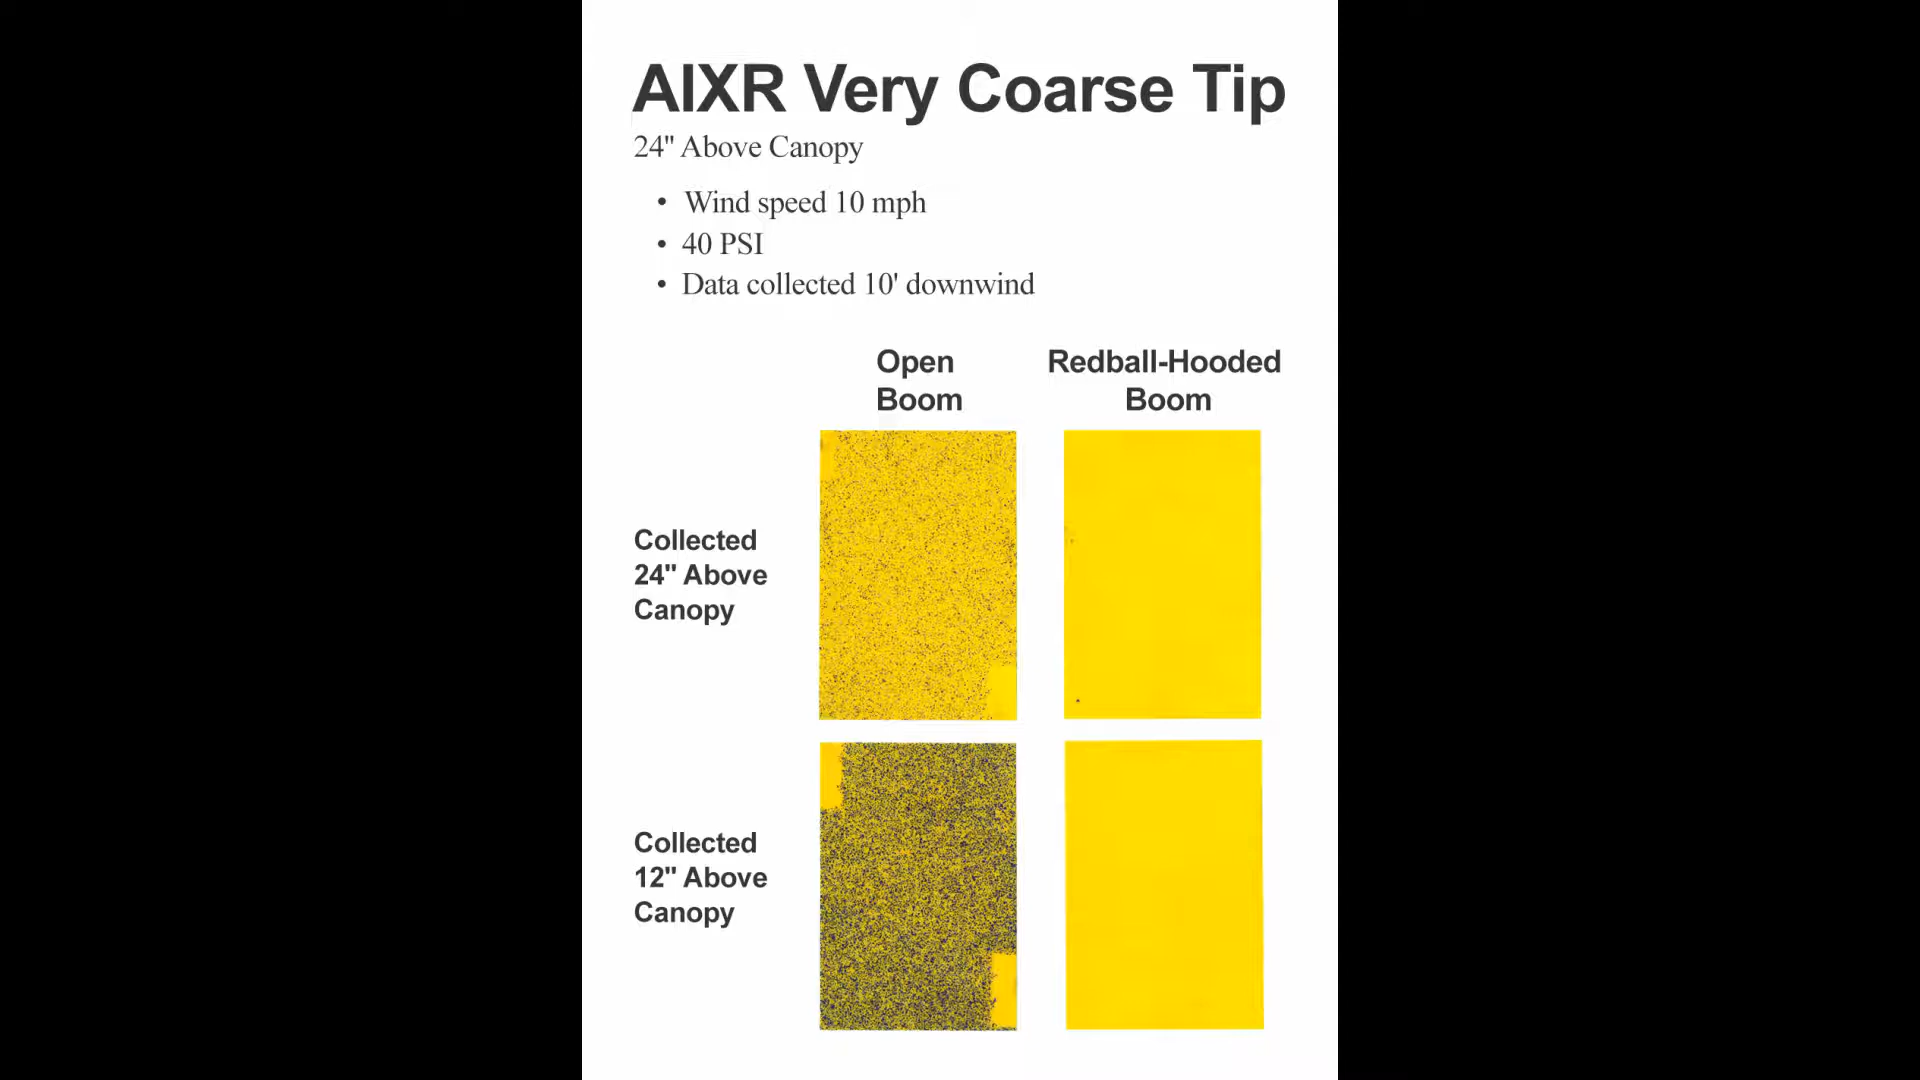 AIXR Very Coarse Tip
24" Above Canopy
• Wind speed 10 mph
• 40 PSI
• Data collected 10' downwind
Open
Boom
Redball-Hooded
Boom
Collected
24" Above
Canopy
Collected
12" Above
Canopy